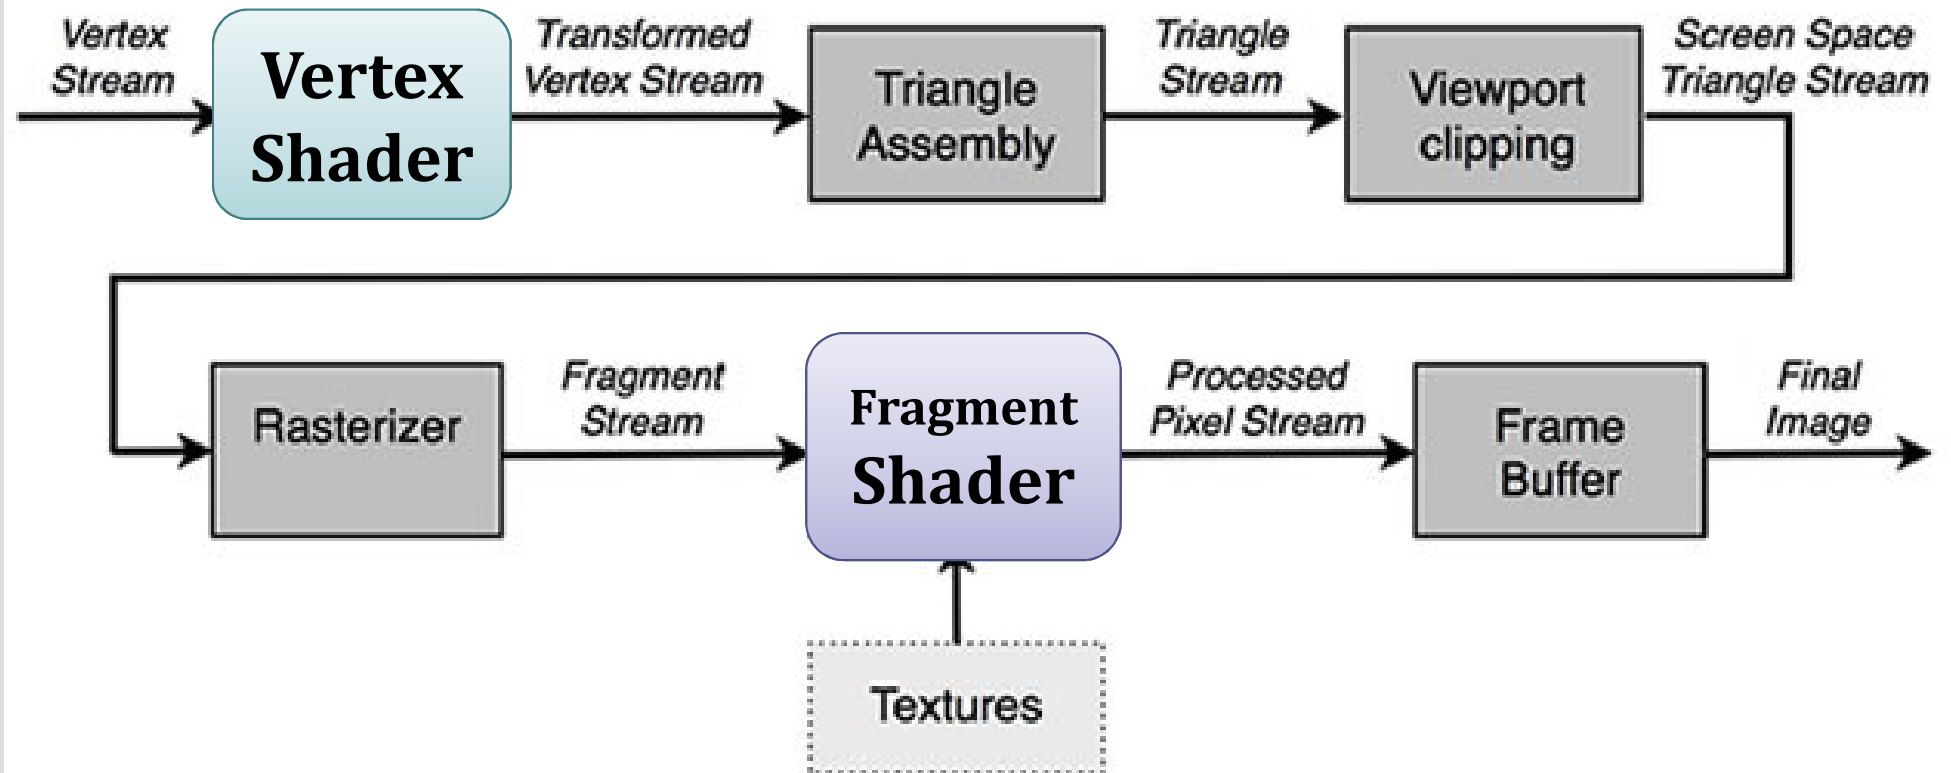 Vertex
Stream
Vertex
Shader
Transformed
Vertex Stream
Triangle
Assembly
Triangle
Stream
Viewport
clipping
Screen Space
Triangle Stream
Rasterizer
Fragment
Stream
Fragment
Shader
Processed
Pixel Stream
Frame
Buffer
Final
Image
Textures